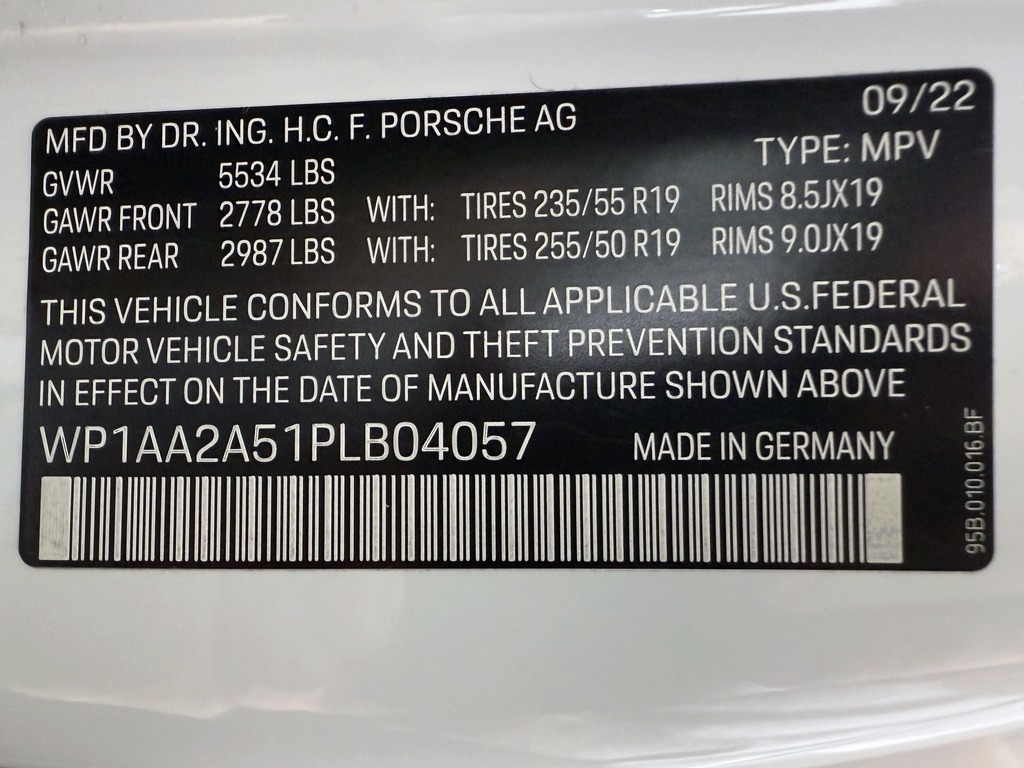 MFD BY DR. ING. H.C. F. PORSCHE AG 09/22
TYPE: MPV
GVWR 5534 LBS
GAWR FRONT 2778 LBS WITH: TIRES 235/55 R19 RIMS 8.5JX19
GAWR REAR 2987 LBS WITH: TIRES 255/50 R19 RIMS 9.0JX19
THIS VEHICLE CONFORMS TO ALL APPLICABLE U.S.FEDERAL
MOTOR VEHICLE SAFETY AND THEFT PREVENTION STANDARDS
IN EFFECT ON THE DATE OF MANUFACTURE SHOWN ABOVE
WP1AA2A51PLB04057 MADE IN GERMANY
95B.010.016.BF